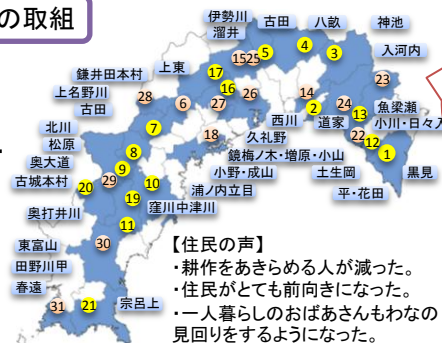 の取組
伊勢川
溜井
古田
八畝
神池
入河内
鎌井田本村
上東
上名野川
古田
北川
松原
奥大道
古城本村
奥打井川
東富山
田野川甲
春遠
宗呂上
窪川中津川
浦ノ内立目
小野・成山
鏡梅ノ木・増原・小山
久礼野
西川
道家
土生岡
平・花田
黒見
小川・日々入
魚梁瀬
15
25
5
4
3
23
17
16
28
6
27
26
14
2
24
13
22
12
1
7
18
8
9
29
10
20
19
11
30
31
21
【住民の声】
・耕作をあきらめる人が減った。
・住民がとても前向きになった。
・一人暮らしのおばあさんもわなの
見回りをするようになった。